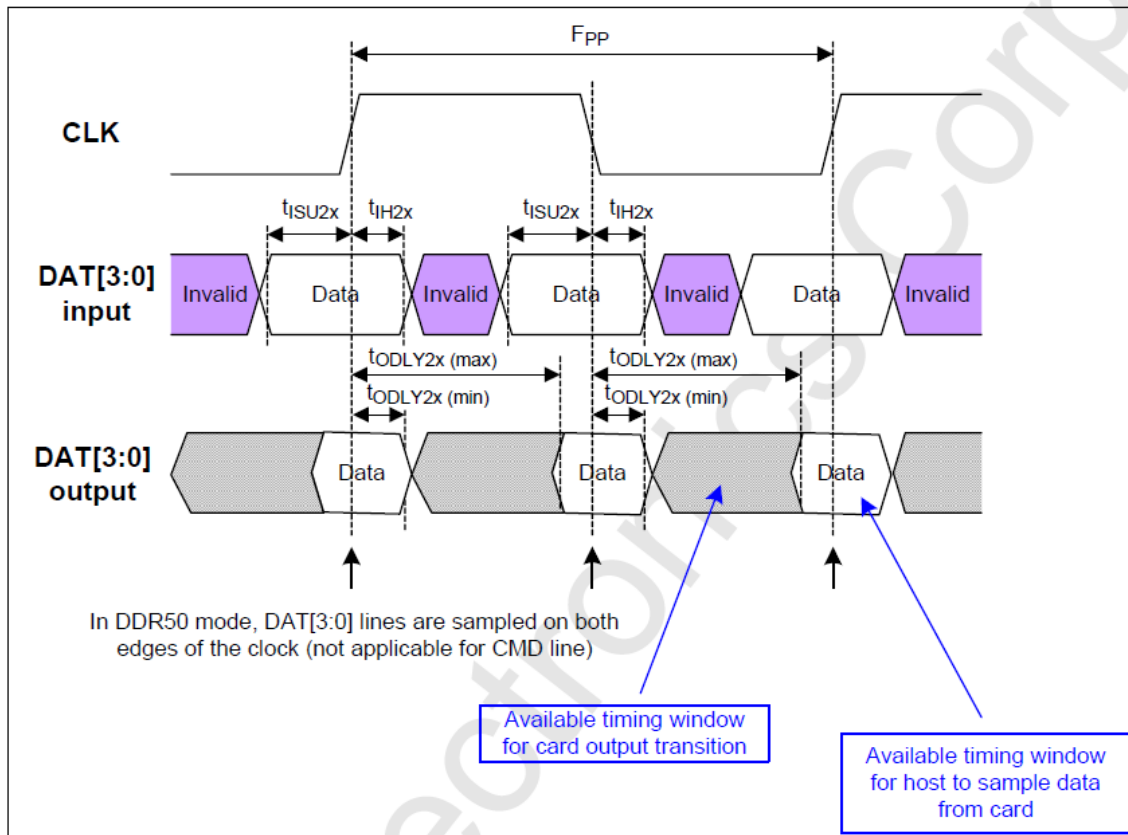 FPP
CLK
tISU2x tIH2x tISU2x tIH2x
DAT[3:0]
input
Invalid Data Invalid Data Invalid Data Invalid
tODLY2x (max) tODLY2x (max)
tODLY2x (min) tODLY2x (min)
DAT[3:0]
output
Data Data Data
In DDR50 mode, DAT[3:0] lines are sampled on both
edges of the clock (not applicable for CMD line)
Available timing window
for card output transition
Available timing window
for host to sample data
from card
ectronics Corp